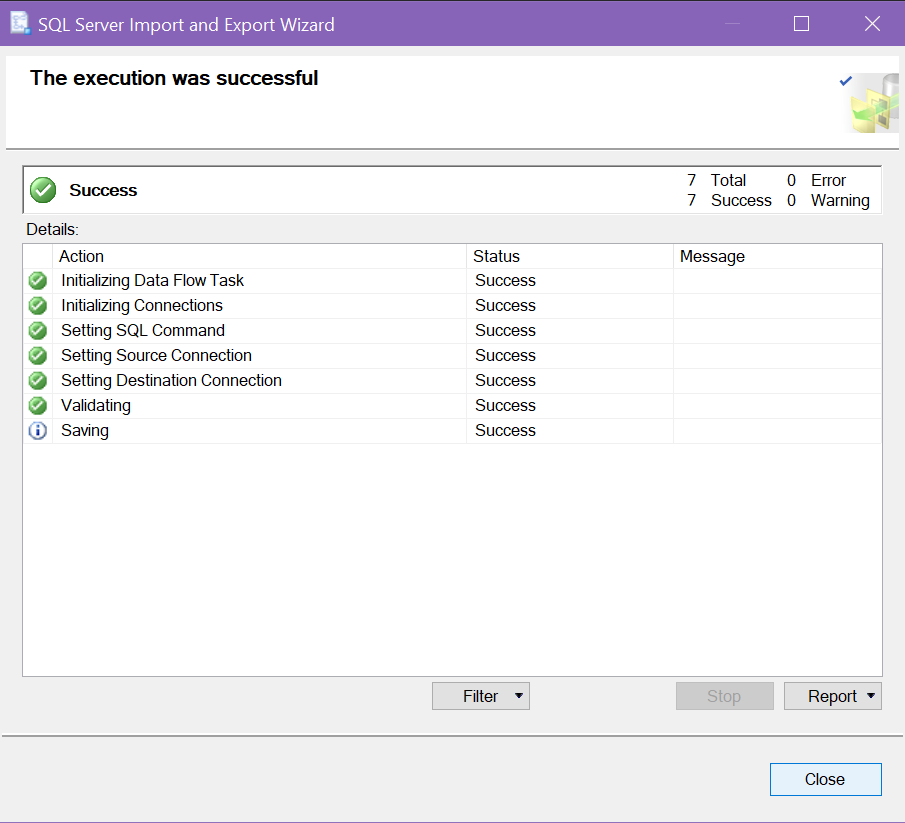 SQL Server Import and Export Wizard
The execution was successful
Success
7 Total 0 Error
7 Success 0 Warning
Details:
Action Status Message
Initializing Data Flow Task Success
Initializing Connections Success
Setting SQL Command Success
Setting Source Connection Success
Setting Destination Connection Success
Validating Success
Saving Success
Filter Stop Report
Close